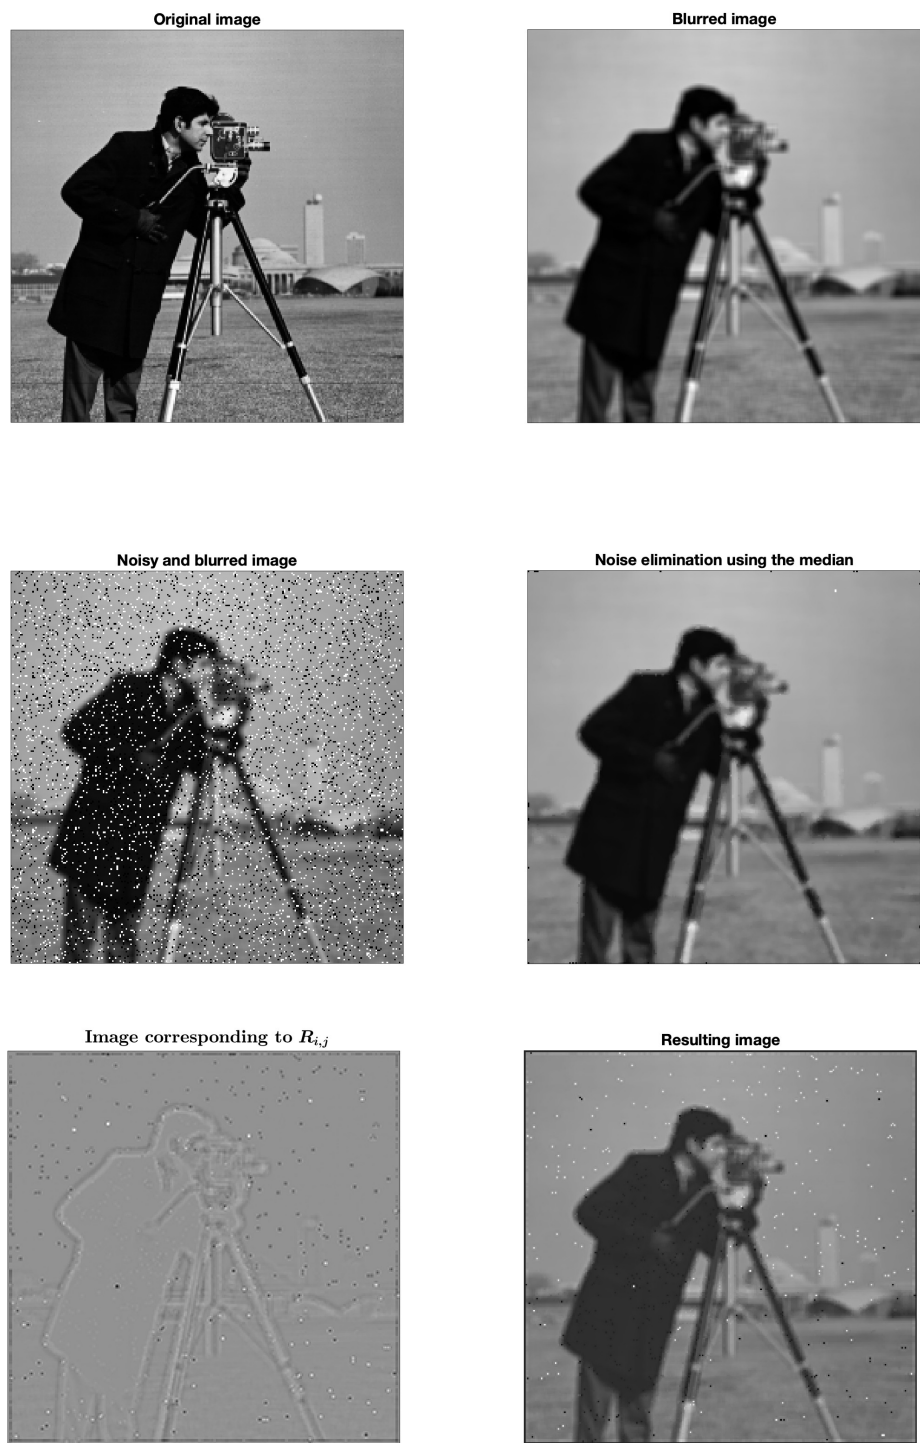 Original image
Blurred image
Noisy and blurred image
Noise elimination using the median
Image corresponding to R_{i,j}
Resulting image